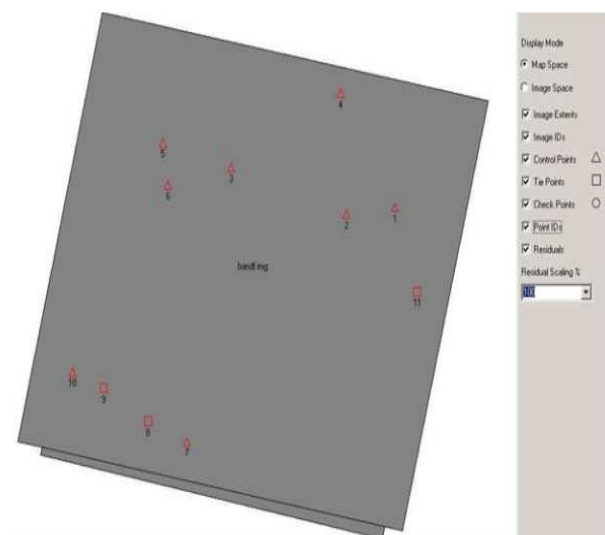 4
5
3
6
2
1
bandf.img
11
10
9
8
7
Display Mode
Map Space
Image Space
Image Extents
Image IDs
Control Points
Tie Points
Check Points
Point IDs
Residuals
Residual Scaling %
100